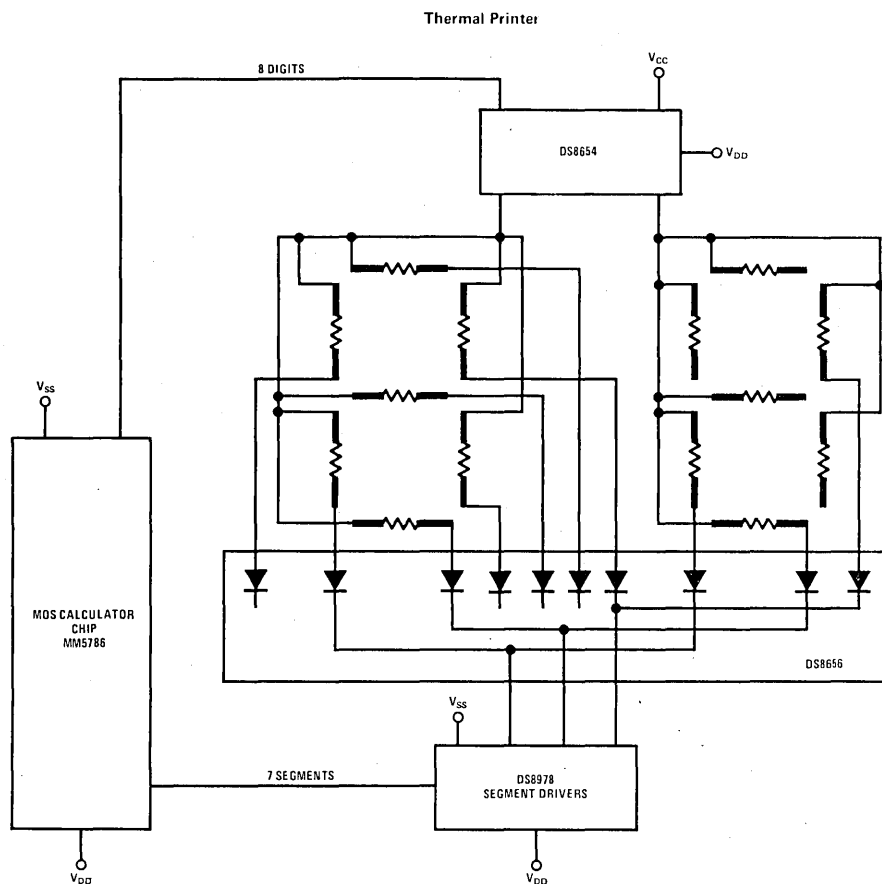 Thermal Printer
8 DIGITS
VCC
DS8654
VDD
VSS
MOS CALCULATOR
CHIP
MM5786
DS8656
VSS
7 SEGMENTS
DS8978
SEGMENT DRIVERS
VDD
VDD